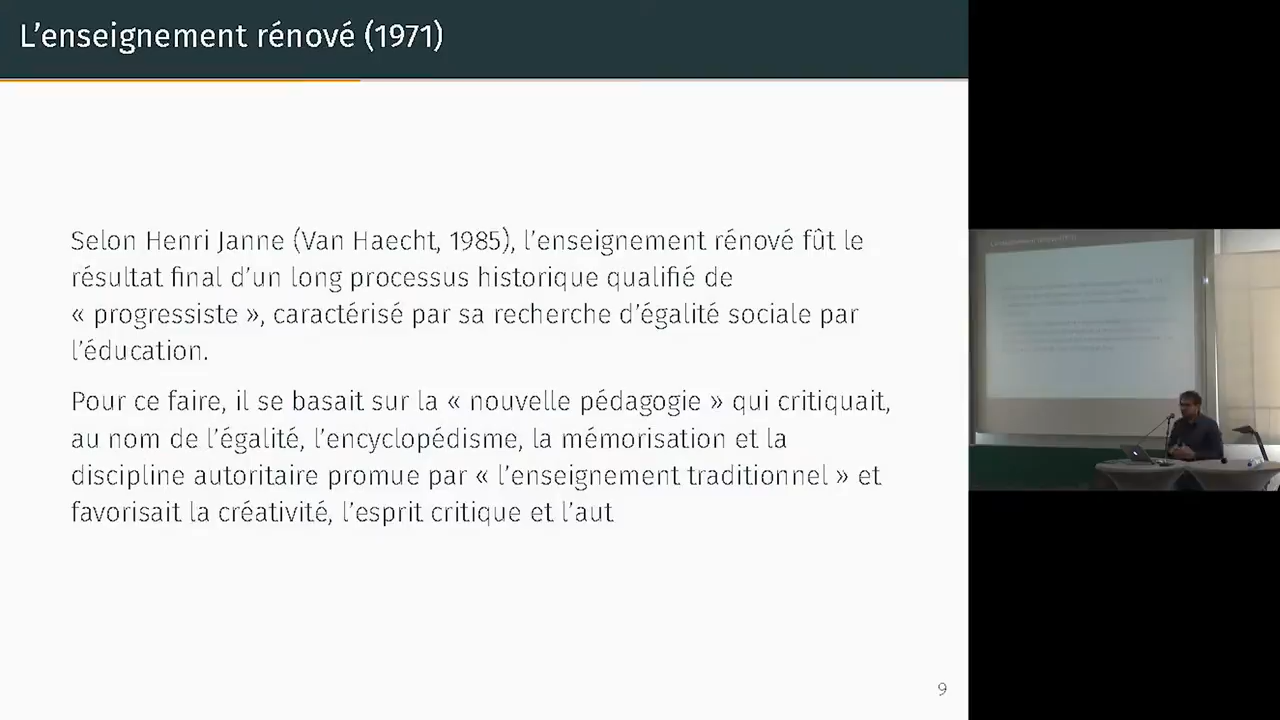 L'enseignement rénové (1971)
Selon Henri Janne (Van Haecht, 1985), l'enseignement rénové fût le
résultat final d'un long processus historique qualifié de
« progressiste », caractérisé par sa recherche d'égalité sociale par
l'éducation.
Pour ce faire, il se basait sur la « nouvelle pédagogie » qui critiquait,
au nom de l'égalité, l'encyclopédisme, la mémorisation et la
discipline autoritaire promue par « l'enseignement traditionnel » et
favorisait la créativité, l'esprit critique et l'aut
9